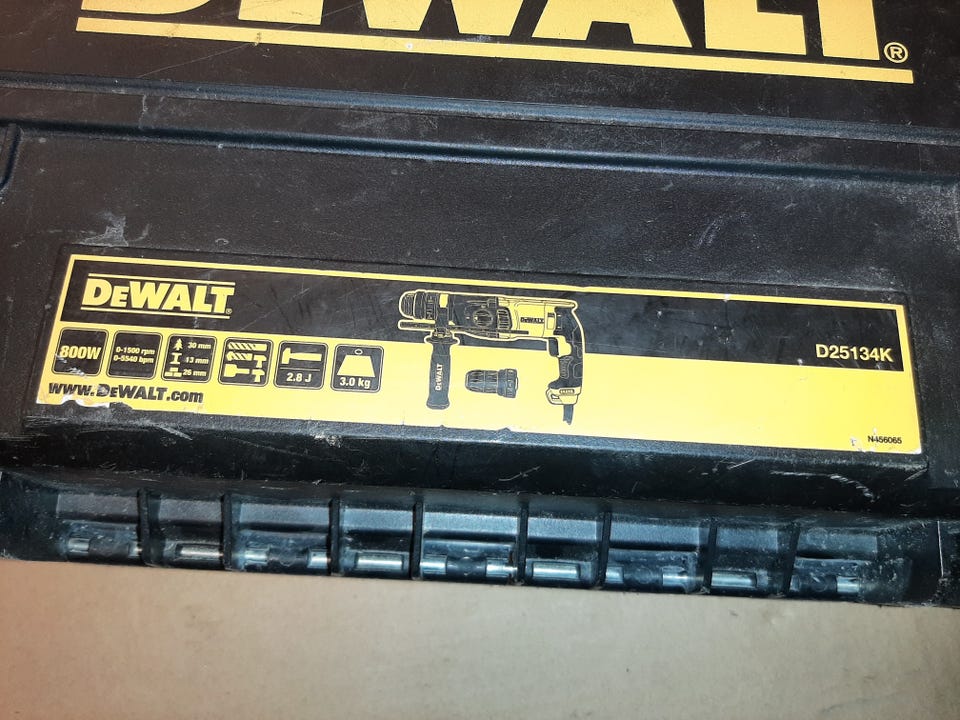 DEWALT®
DEWALT®
800W
0-1500 rpm
0-5540 bpm
30 mm
13 mm
26 mm
2.8 J
3.0 kg
www.DEWALT.com
DEWALT
DEWALT
D25134K
N456065